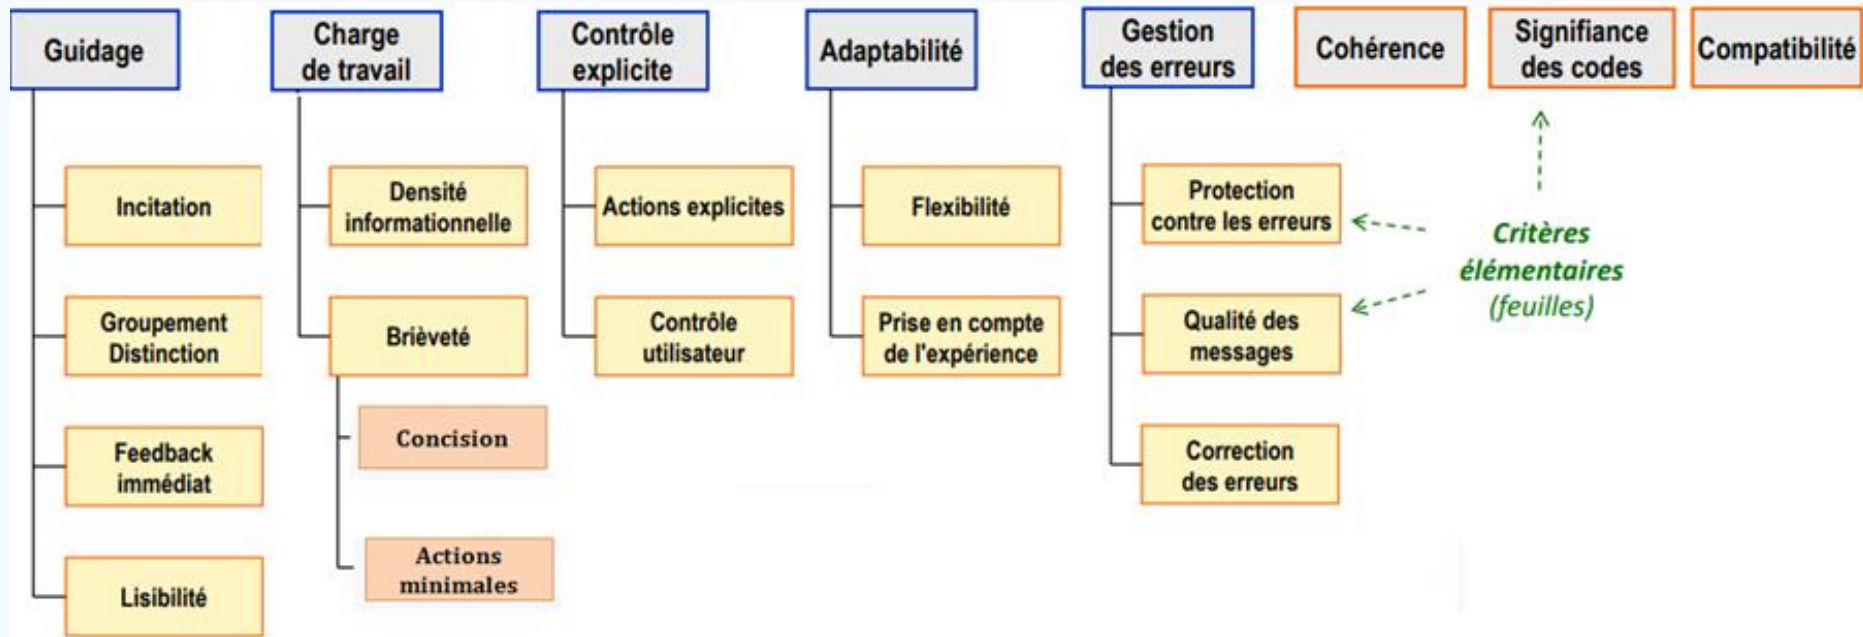 Guidage
Charge
de travail
Contrôle
explicite
Adaptabilité
Gestion
des erreurs
Cohérence
Signifiance
des codes
Compatibilité
Incitation
Groupement
Distinction
Feedback
immédiat
Lisibilité
Densité
informationnelle
Brièveté
Concision
Actions
minimales
Actions explicites
Contrôle
utilisateur
Flexibilité
Prise en compte
de l'expérience
Protection
contre les erreurs
Qualité des
messages
Correction
des erreurs
Critères
élémentaires
(feuilles)